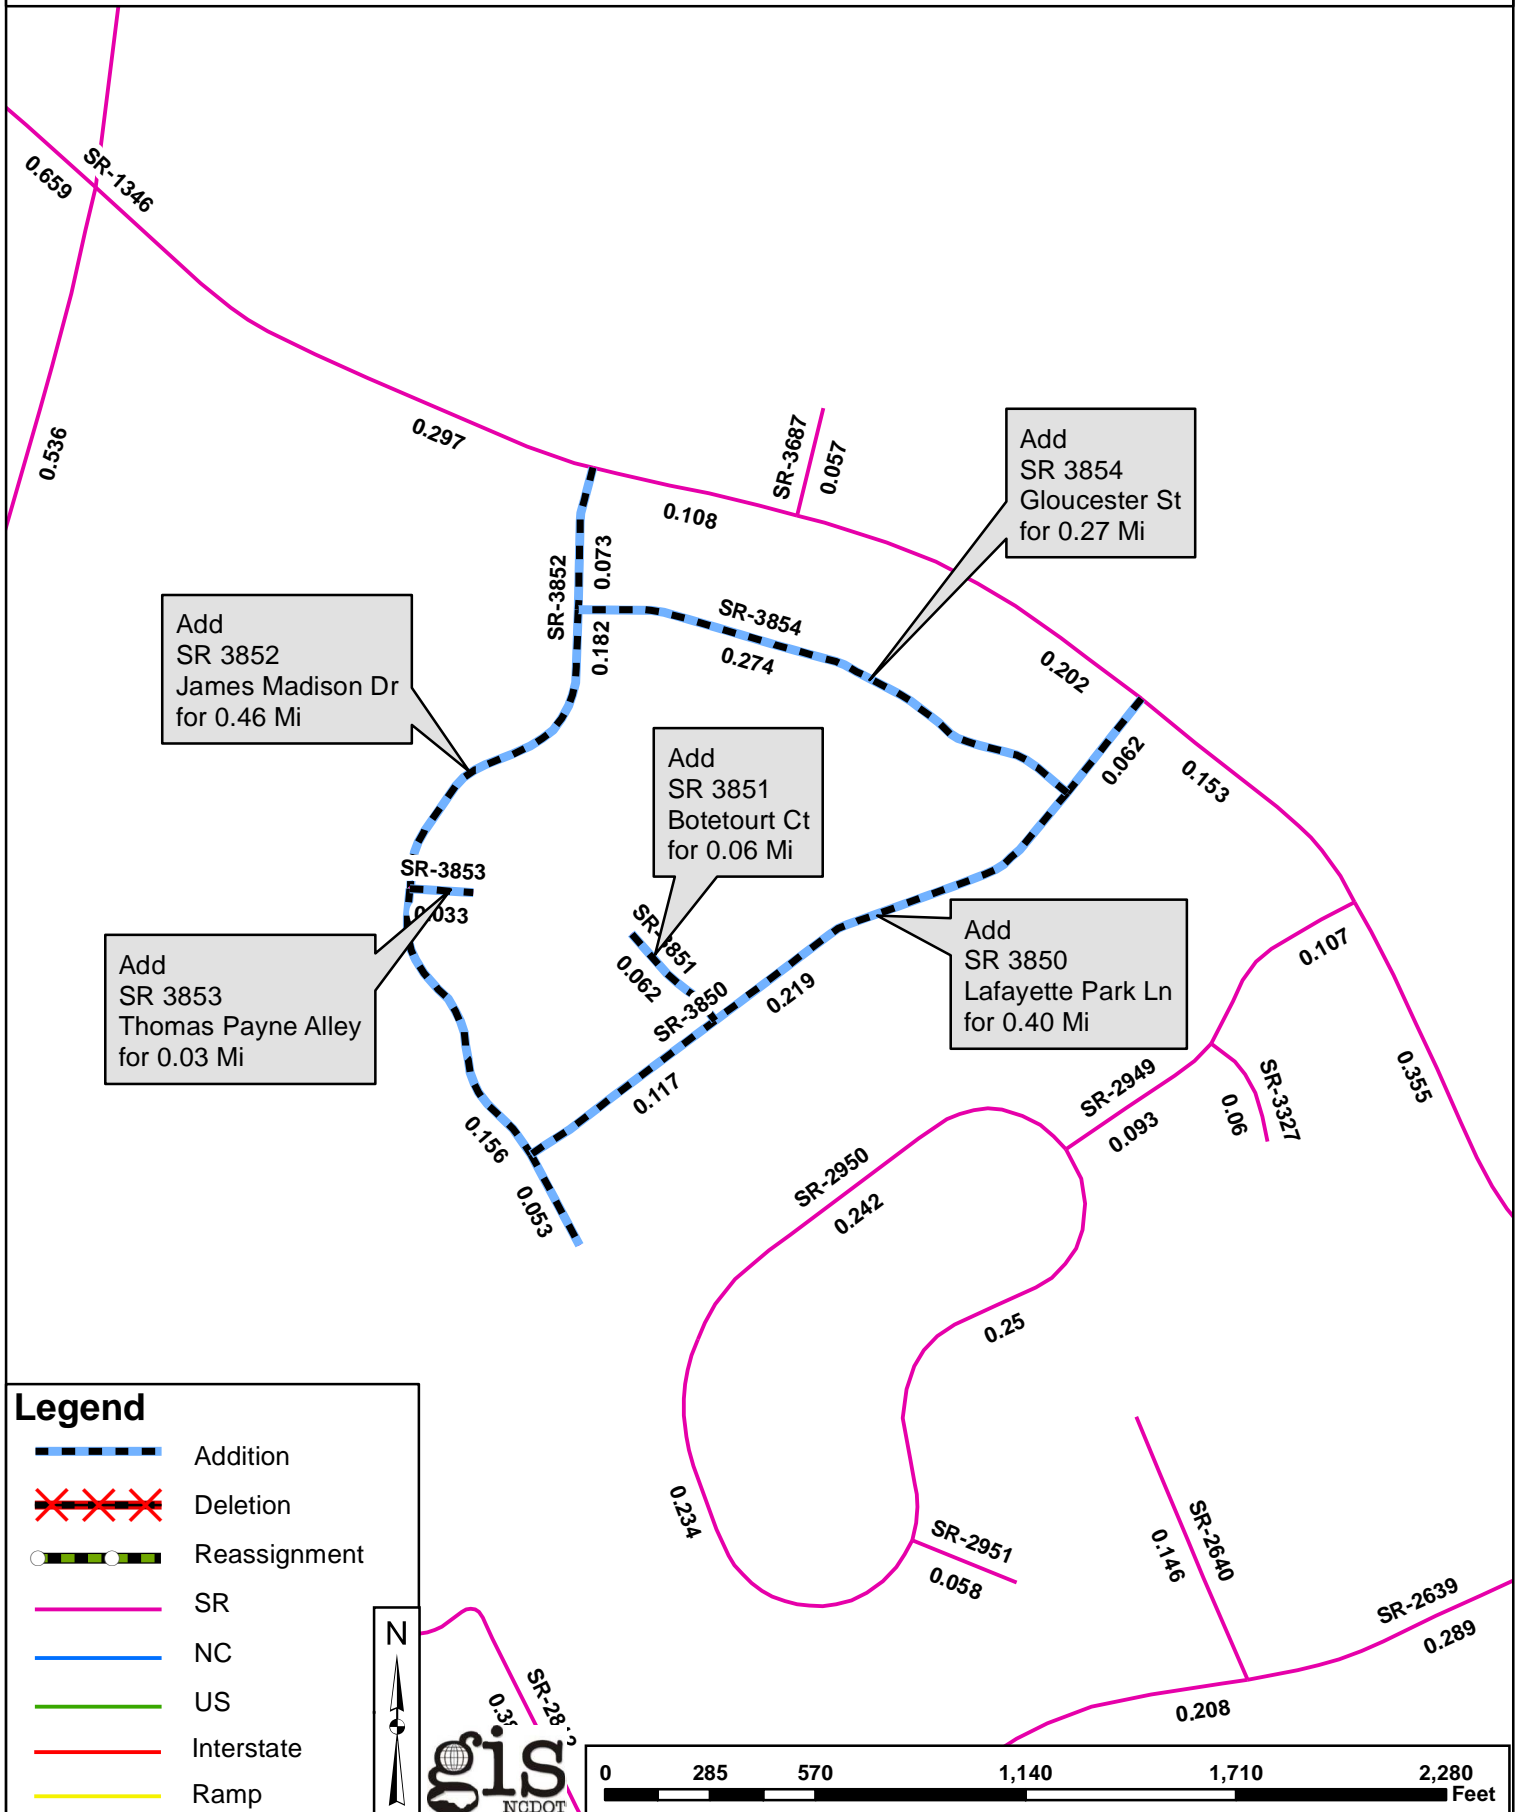 SR-1346
0.659
0.536
0.297
0.108
SR-3687
0.057
Add
SR 3854
Gloucester St
for 0.27 Mi
SR-3852
0.073
0.182
SR-3854
0.274
0.202
0.062
0.153
Add
SR 3852
James Madison Dr
for 0.46 Mi
Add
SR 3851
Botetourt Ct
for 0.06 Mi
SR-3853
0.033
Add
SR 3853
Thomas Payne Alley
for 0.03 Mi
SR-3851
0.062
SR-3850
0.219
0.117
Add
SR 3850
Lafayette Park Ln
for 0.40 Mi
0.107
0.355
SR-2949
0.093
SR-3327
0.06
0.156
0.053
SR-2950
0.242
0.25
0.234
SR-2951
0.058
SR-2640
0.146
SR-2639
0.289
0.208
Legend
Addition
Deletion
Reassignment
SR
NC
US
Interstate
Ramp
N
gis
NCDOT
0 285 570 1,140 1,710 2,280
Feet